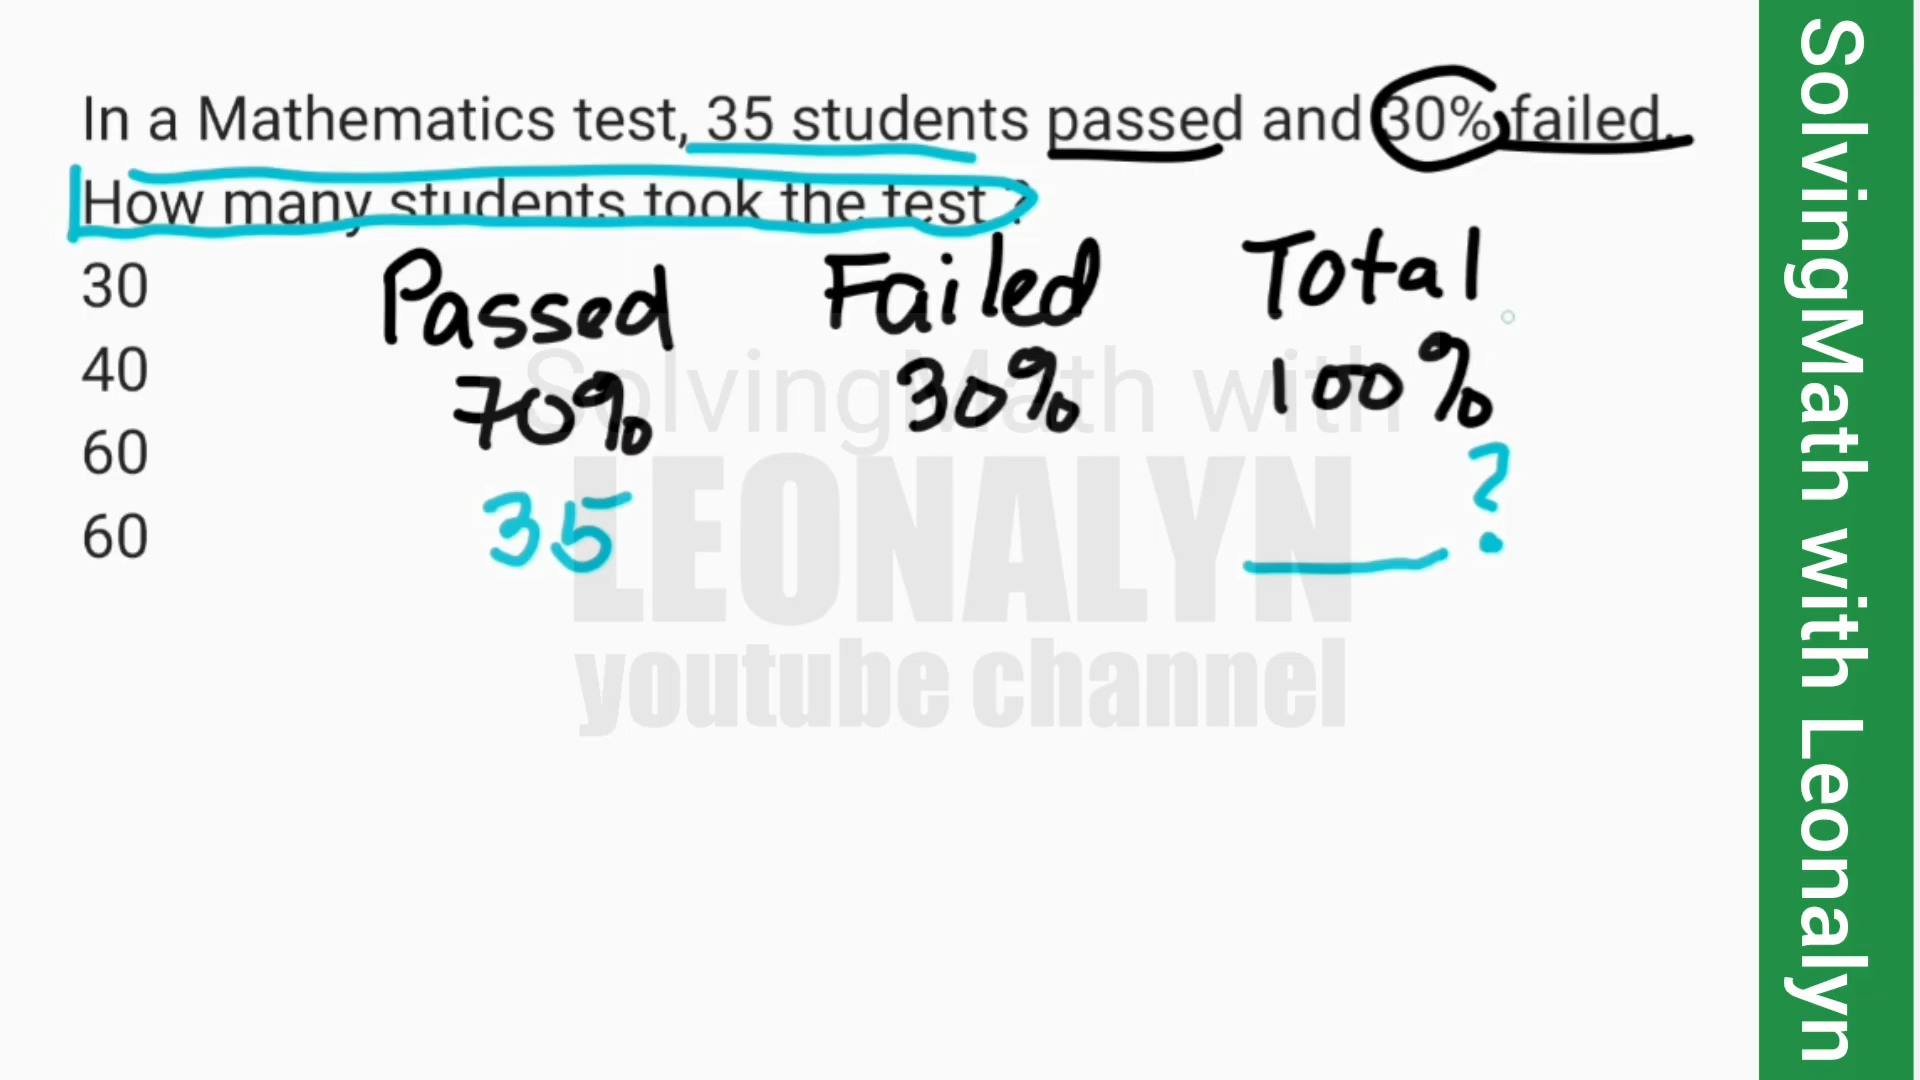 In a Mathematics test, 35 students passed and 30% failed.
How many students took the test ?
30
40
60
60
Passed Failed Total
70% 30% 100%
35 ?
SolvingMath with
LEONALYN
youtube channel
SolvingMath with Leonalyn